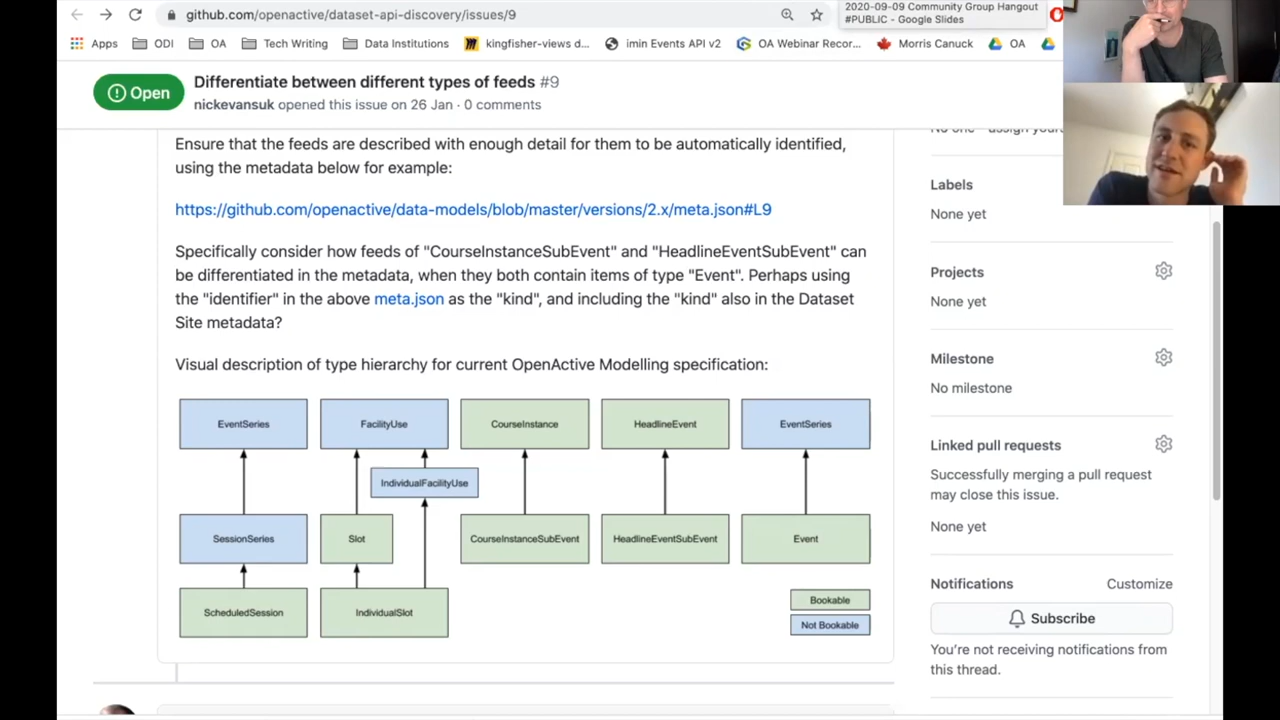 github.com/openactive/dataset-api-discovery/issues/9
2020-09-09 Community Group Hangout
#PUBLIC - Google Slides
Apps
ODI
OA
Tech Writing
Data Institutions
kingfisher-views d...
imin Events API v2
OA Webinar Recor...
Morris Canuck
OA
Open
Differentiate between different types of feeds #9
nickevansuk opened this issue on 26 Jan · 0 comments
Ensure that the feeds are described with enough detail for them to be automatically identified,
using the metadata below for example:
https://github.com/openactive/data-models/blob/master/versions/2.x/meta.json#L9
Specifically consider how feeds of "CourseInstanceSubEvent" and "HeadlineEventSubEvent" can
be differentiated in the metadata, when they both contain items of type "Event". Perhaps using
the "identifier" in the above meta.json as the "kind", and including the "kind" also in the Dataset
Site metadata?
Visual description of type hierarchy for current OpenActive Modelling specification:
EventSeries
FacilityUse
CourseInstance
HeadlineEvent
EventSeries
IndividualFacilityUse
SessionSeries
Slot
CourseInstanceSubEvent
HeadlineEventSubEvent
Event
ScheduledSession
IndividualSlot
Bookable
Not Bookable
Labels
None yet
Projects
None yet
Milestone
No milestone
Linked pull requests
Successfully merging a pull request
may close this issue.
None yet
Notifications
Customize
Subscribe
You're not receiving notifications from
this thread.